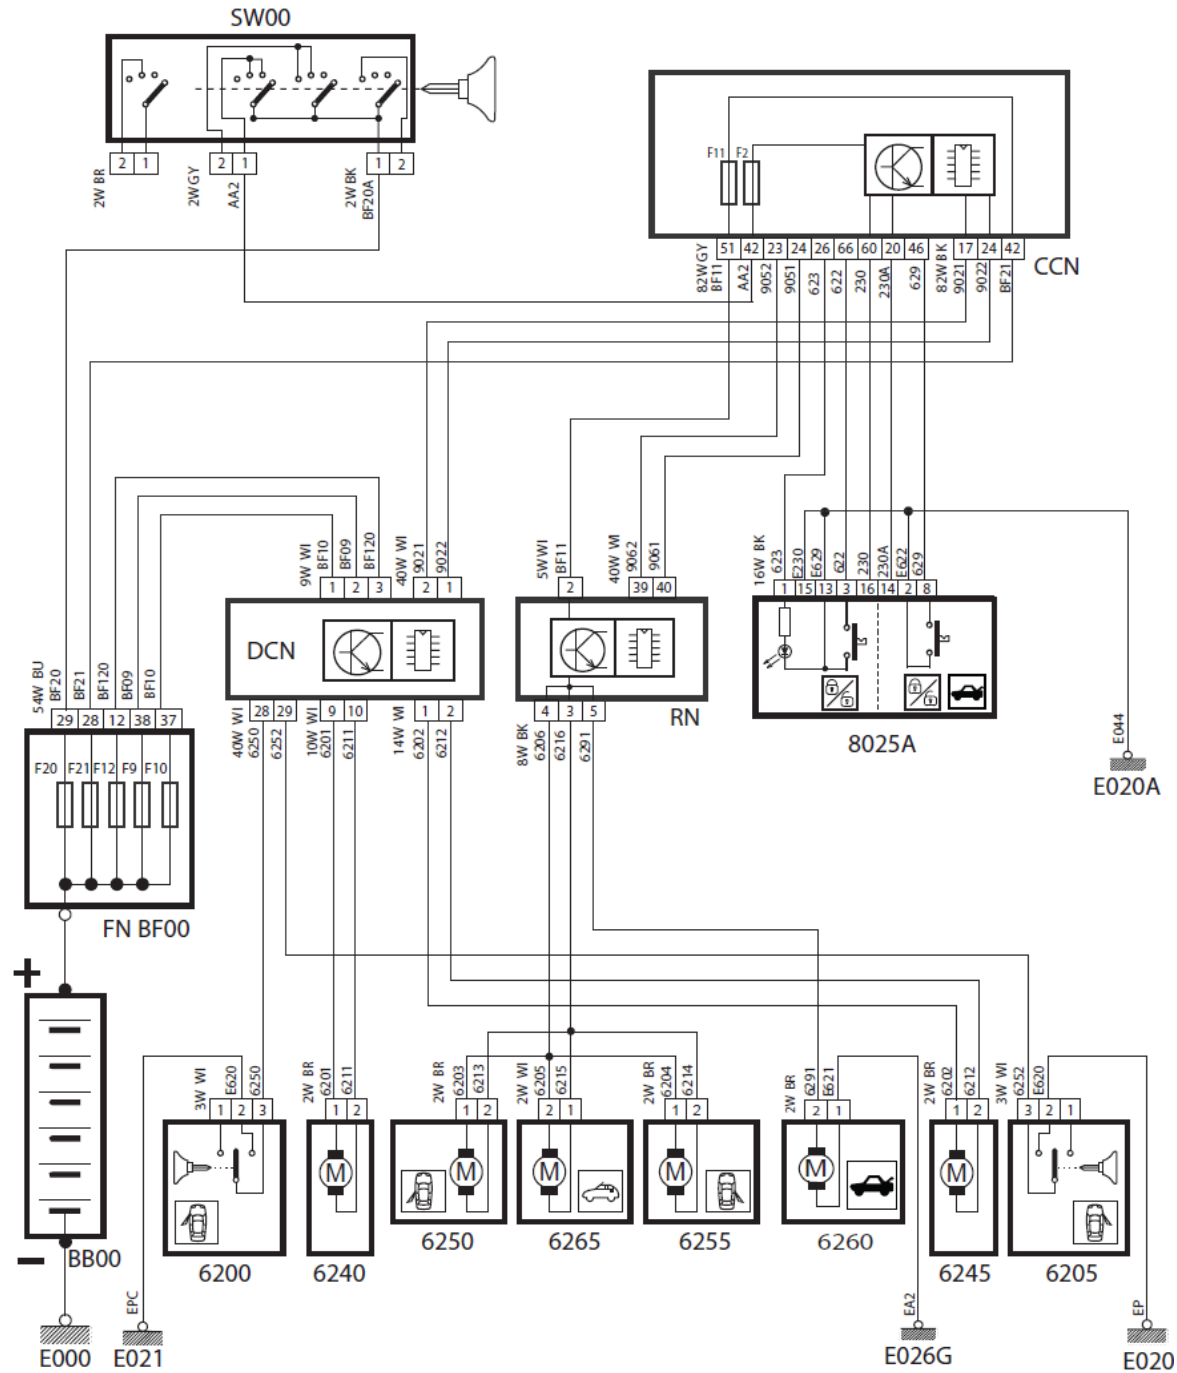 SW00
2 1 2 1 1 2
2W BR
2WGY
AA2
2W BK
BF20A
F11 F2
51 42 23 24 26 66 60 20 46 17 24 42
82WGY
BF11
AA2
9052
9051
623
622
230
230A
629
82W BK
9021
9022
BF21
CCN
9W WI
BF10
BF09
BF120
40W WI
9021
9022
1 2 3 2 1
DCN
28 29 9 10 1 2
40W WI
6250
6252
10W WI
6201
6211
14W WI
6202
6212
5WWI
BF11
40W WI
9062
9061
2 39 40
4 3 5
RN
8W BK
6206
6216
6291
16W BK
623
E230
E629
622
230
230A
E622
629
1 15 13 3 16 14 2 8
8025A
E044
E020A
54W BU
BF20
BF21
BF120
BF09
BF10
29 28 12 38 37
F20 F21 F12 F9 F10
FN BF00
+
−
BB00
E000
EPC
E021
3W WI
E620
6250
1 2 3
6200
2W BR
6201
6211
1 2
M
6240
2W BR
6203
6213
1 2
M
6250
2W WI
6205
6215
2 1
M
6265
2W BR
6204
6214
1 2
M
6255
2W BR
6291
E621
2 1
M
6260
EA2
E026G
2W BR
6202
6212
1 2
M
6245
3W WI
6252
E620
3 2 1
6205
EP
E020